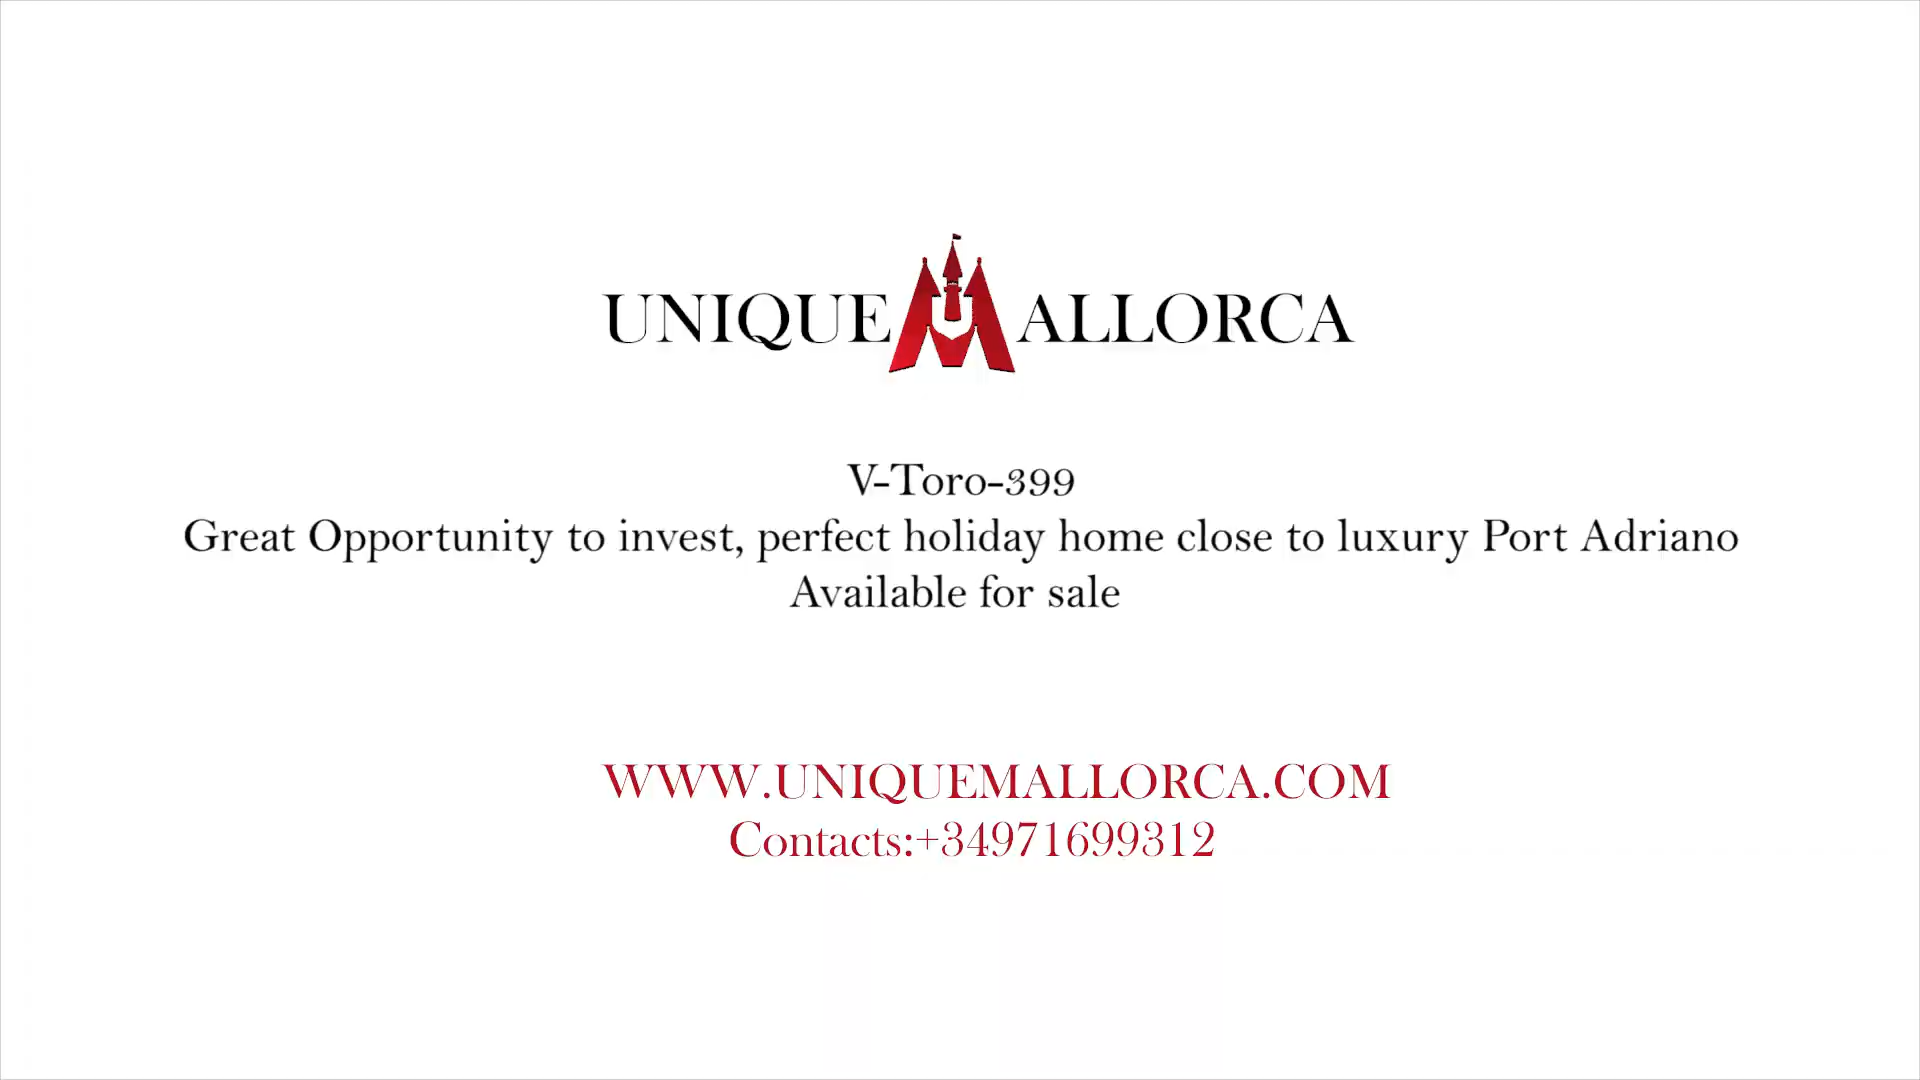 UNIQUE MALLORCA
V-Toro-399
Great Opportunity to invest, perfect holiday home close to luxury Port Adriano
Available for sale
WWW.UNIQUEMALLORCA.COM
Contacts:+34971699312